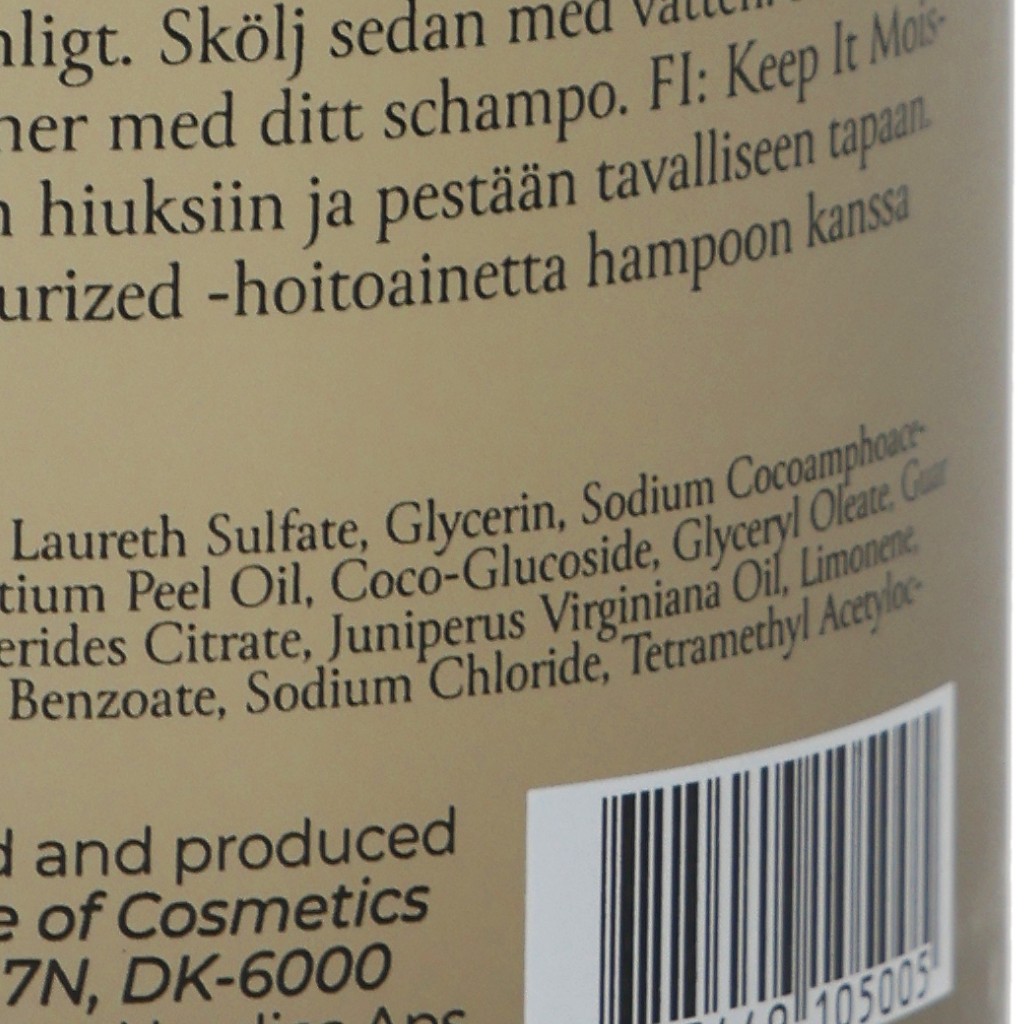 nligt. Skölj sedan med vatten.
ner med ditt schampo. FI: Keep It Mois-
n hiuksiin ja pestään tavalliseen tapaan.
urized -hoitoainetta hampoon kanssa
Laureth Sulfate, Glycerin, Sodium Cocoamphoace-
tium Peel Oil, Coco-Glucoside, Glyceryl Oleate, Guar
erides Citrate, Juniperus Virginiana Oil, Limonene,
Benzoate, Sodium Chloride, Tetramethyl Acetyloc-
d and produced
e of Cosmetics
7N, DK-6000
Aps
105005